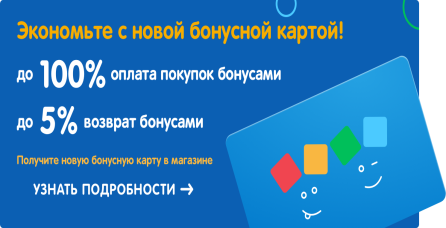 Экономьте с новой бонусной картой!
до 100% оплата покупок бонусами
до 5% возврат бонусами
Получите новую бонусную карту в магазине
УЗНАТЬ ПОДРОБНОСТИ →